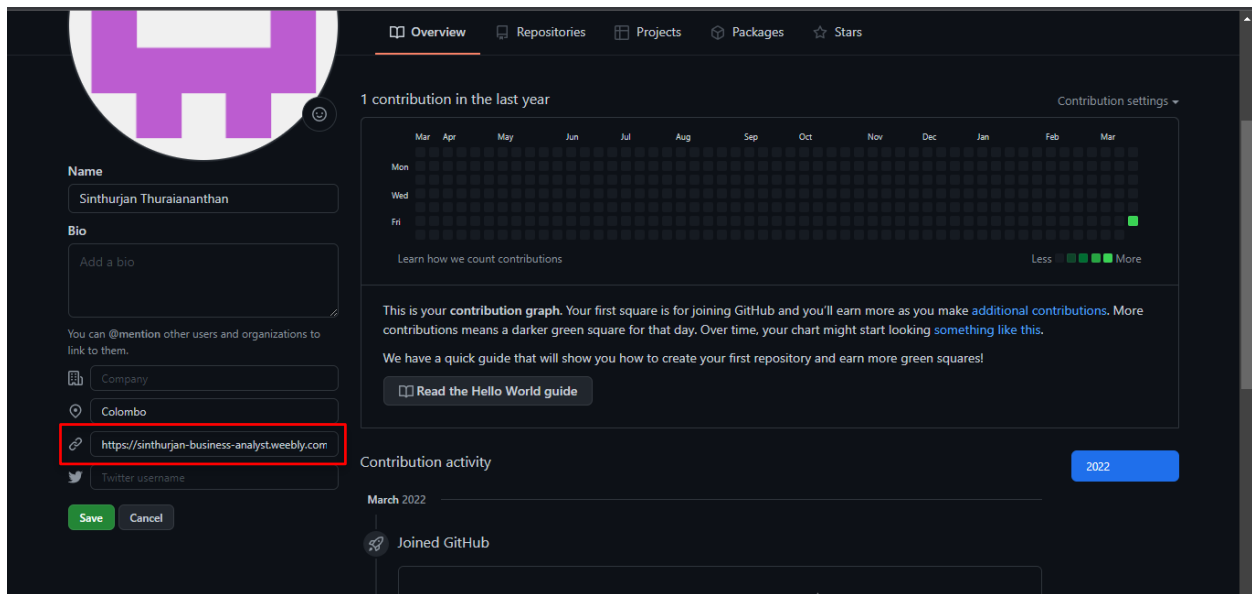 Overview Repositories Projects Packages Stars
1 contribution in the last year
Contribution settings
Mar Apr May Jun Jul Aug Sep Oct Nov Dec Jan Feb Mar
Mon
Wed
Fri
Learn how we count contributions
Less More
This is your contribution graph. Your first square is for joining GitHub and you'll earn more as you make additional contributions. More
contributions means a darker green square for that day. Over time, your chart might start looking something like this.
We have a quick guide that will show you how to create your first repository and earn more green squares!
Read the Hello World guide
Name
Sinthurjan Thuraiananthan
Bio
Add a bio
You can @mention other users and organizations to
link to them.
Company
Colombo
https://sinthurjan-business-analyst.weebly.com
Twitter username
Save Cancel
Contribution activity
2022
March 2022
Joined GitHub